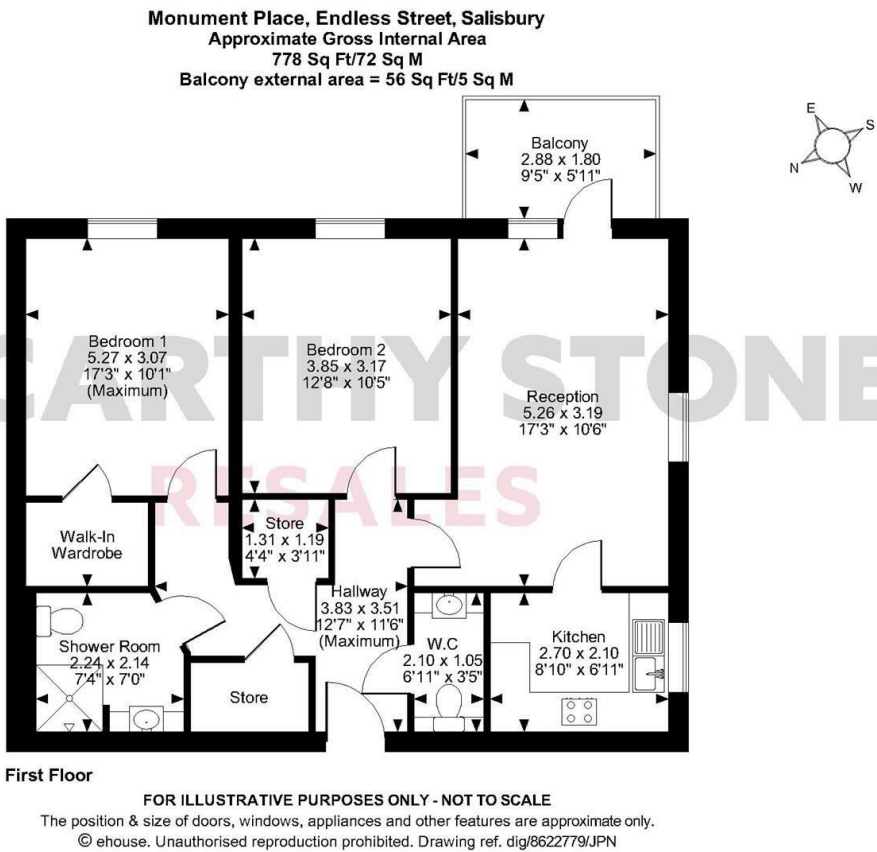 Monument Place, Endless Street, Salisbury
Approximate Gross Internal Area
778 Sq Ft/72 Sq M
Balcony external area = 56 Sq Ft/5 Sq M
E
S
N
W
Balcony
2.88 x 1.80
9'5" x 5'11"
Bedroom 1
5.27 x 3.07
17'3" x 10'1"
(Maximum)
Bedroom 2
3.85 x 3.17
12'8" x 10'5"
Reception
5.26 x 3.19
17'3" x 10'6"
CARTHY STONE
RESALES
Walk-In
Wardrobe
Store
1.31 x 1.19
4'4" x 3'11"
Hallway
3.83 x 3.51
12'7" x 11'6"
(Maximum)
Shower Room
2.24 x 2.14
7'4" x 7'0"
Store
W.C
2.10 x 1.05
6'11" x 3'5"
Kitchen
2.70 x 2.10
8'10" x 6'11"
First Floor
FOR ILLUSTRATIVE PURPOSES ONLY - NOT TO SCALE
The position & size of doors, windows, appliances and other features are approximate only.
© ehouse. Unauthorised reproduction prohibited. Drawing ref. dig/8622779/JPN